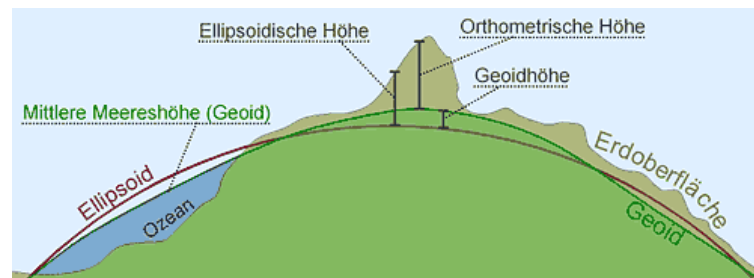 Ellipsoidische Höhe
Orthometrische Höhe
Geoidhöhe
Mittlere Meereshöhe (Geoid)
Ellipsoid
Ozean
Erdoberfläche
Geoid